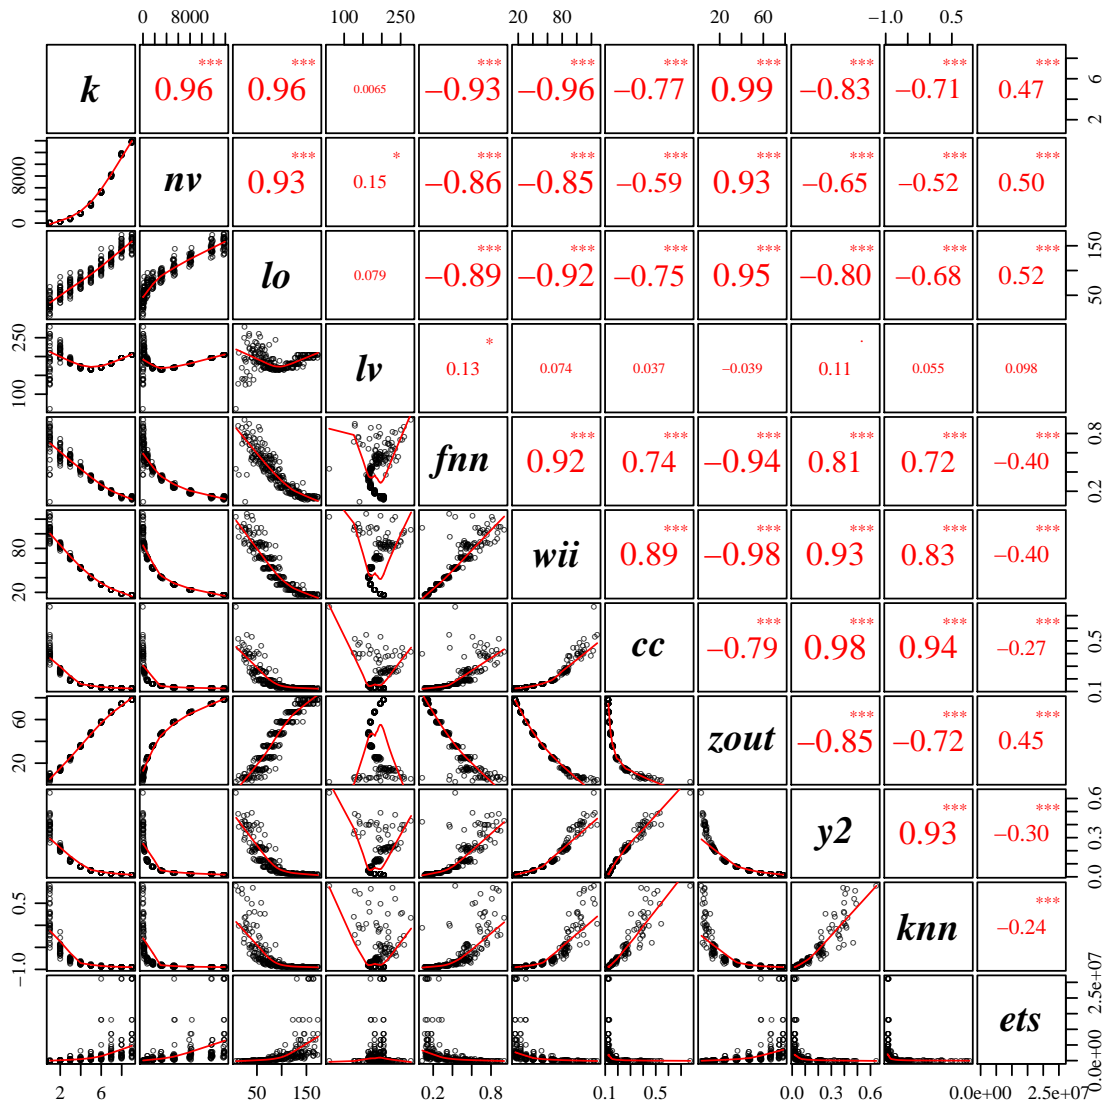 0 8000 100 250 20 80 20 60 −1.0 0.5
*** *** *** *** *** *** *** *** ***
k 0.96 0.96 0.0065 −0.93 −0.96 −0.77 0.99 −0.83 −0.71 0.47 2 6
*** * *** *** *** *** *** *** ***
0 8000 nv 0.93 0.15 −0.86 −0.85 −0.59 0.93 −0.65 −0.52 0.50
*** *** *** *** *** *** ***
lo 0.079 −0.89 −0.92 −0.75 0.95 −0.80 −0.68 0.52 50 150
* .
100 250 lv 0.13 0.074 0.037 −0.039 0.11 0.055 0.098
*** *** *** *** *** ***
fnn 0.92 0.74 −0.94 0.81 0.72 −0.40 0.2 0.8
*** *** *** *** ***
20 80 wii 0.89 −0.98 0.93 0.83 −0.40
*** *** *** ***
cc −0.79 0.98 0.94 −0.27 0.1 0.5
*** *** ***
20 60 zout −0.85 −0.72 0.45
*** ***
y2 0.93 −0.30 0.0 0.3 0.6
***
−1.0 0.5 knn −0.24
ets 0.0e+00 2.5e+07
2 6 50 150 0.2 0.8 0.1 0.5 0.0 0.3 0.6 0.0e+00 2.5e+07